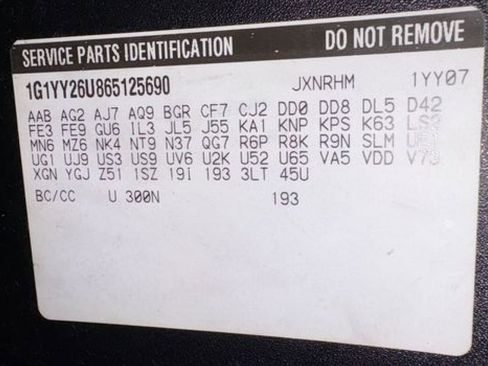 SERVICE PARTS IDENTIFICATION DO NOT REMOVE
1G1YY26U865125690 JXNRHM 1YY07
AAB AG2 AJ7 AQ9 BGR CF7 CJ2 DD0 DD8 DL5 D42
FE3 FE9 GU6 IL3 JL5 J55 KA1 KNP KPS K63
MN6 MZ6 NK4 NT9 N37 QG7 R6P R8K R9N SLM
UG1 UJ9 US3 US9 UV6 U2K U52 U65 VA5 VDD V73
XGN YGJ Z51 1SZ 19I 193 3LT 45U
BC/CC U 300N 193